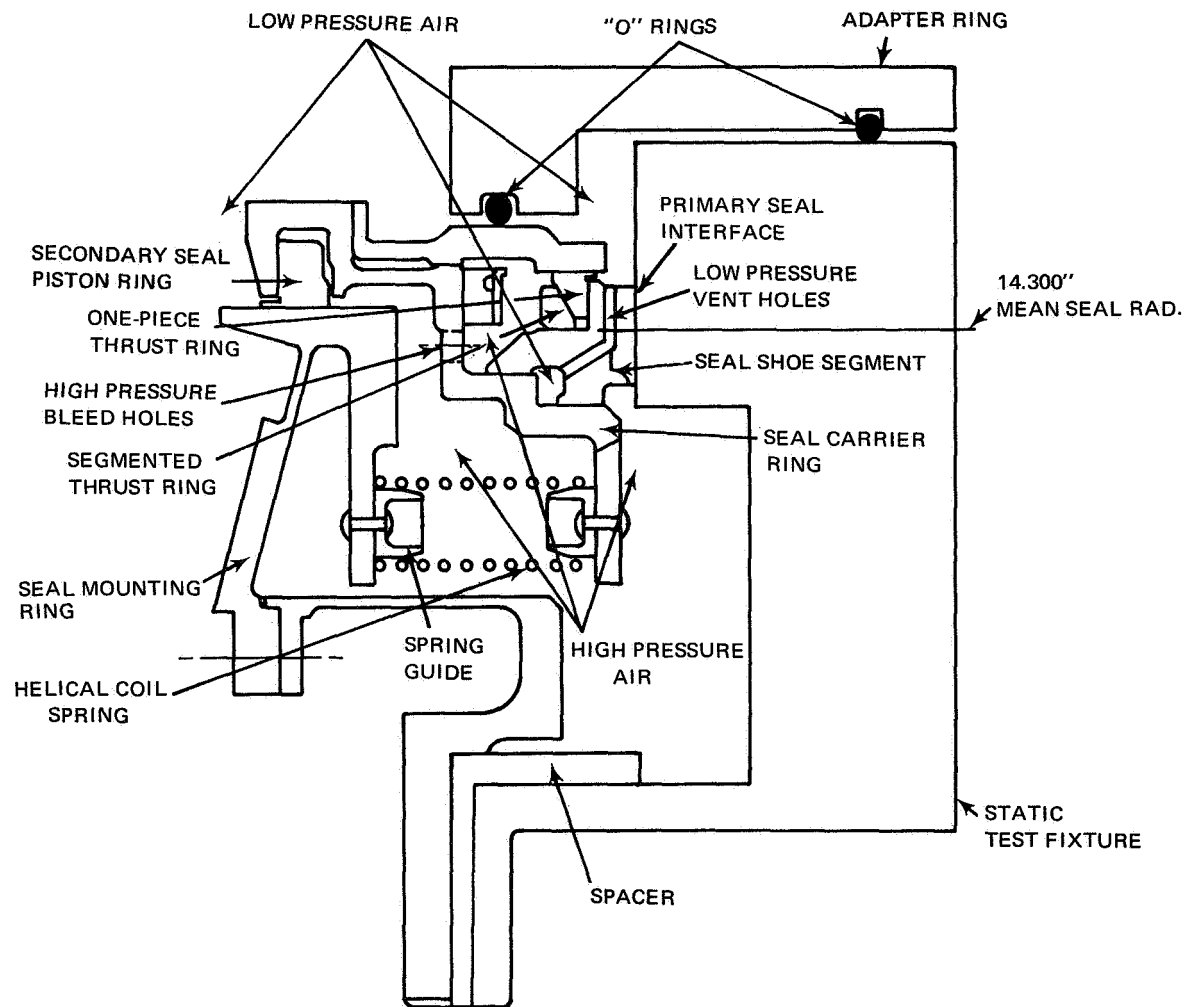 LOW PRESSURE AIR
"O" RINGS
ADAPTER RING
SECONDARY SEAL
PISTON RING
PRIMARY SEAL
INTERFACE
LOW PRESSURE
VENT HOLES
14.300"
MEAN SEAL RAD.
ONE-PIECE
THRUST RING
SEAL SHOE SEGMENT
HIGH PRESSURE
BLEED HOLES
SEAL CARRIER
RING
SEGMENTED
THRUST RING
SEAL MOUNTING
RING
SPRING
GUIDE
HIGH PRESSURE
AIR
HELICAL COIL
SPRING
STATIC
TEST FIXTURE
SPACER